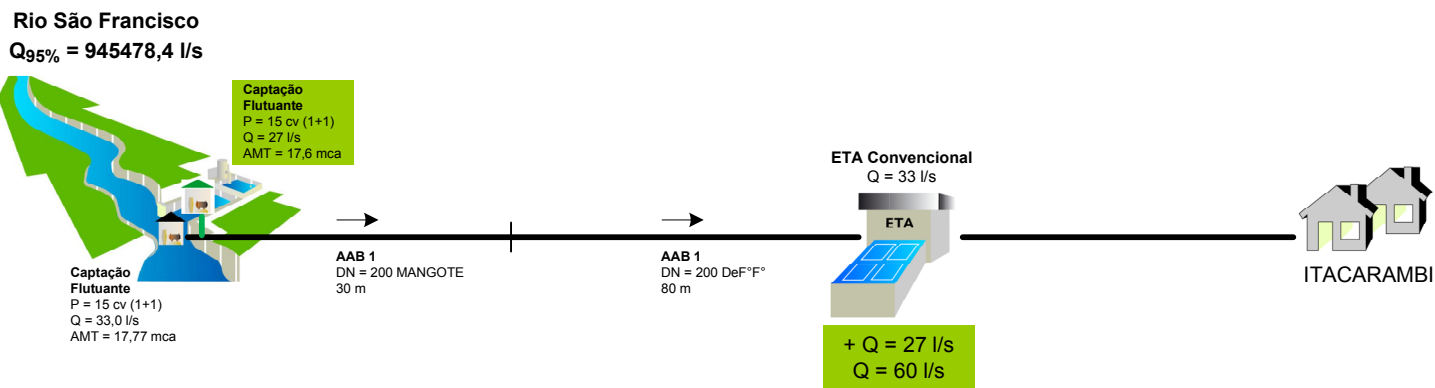 Rio São Francisco
Q95% = 945478,4 l/s
Captação
Flutuante
P = 15 cv (1+1)
Q = 27 l/s
AMT = 17,6 mca
Captação
Flutuante
P = 15 cv (1+1)
Q = 33,0 l/s
AMT = 17,77 mca
AAB 1
DN = 200 MANGOTE
30 m
AAB 1
DN = 200 DeF°F°
80 m
ETA Convencional
Q = 33 l/s
ETA
+ Q = 27 l/s
Q = 60 l/s
ITACARAMBI